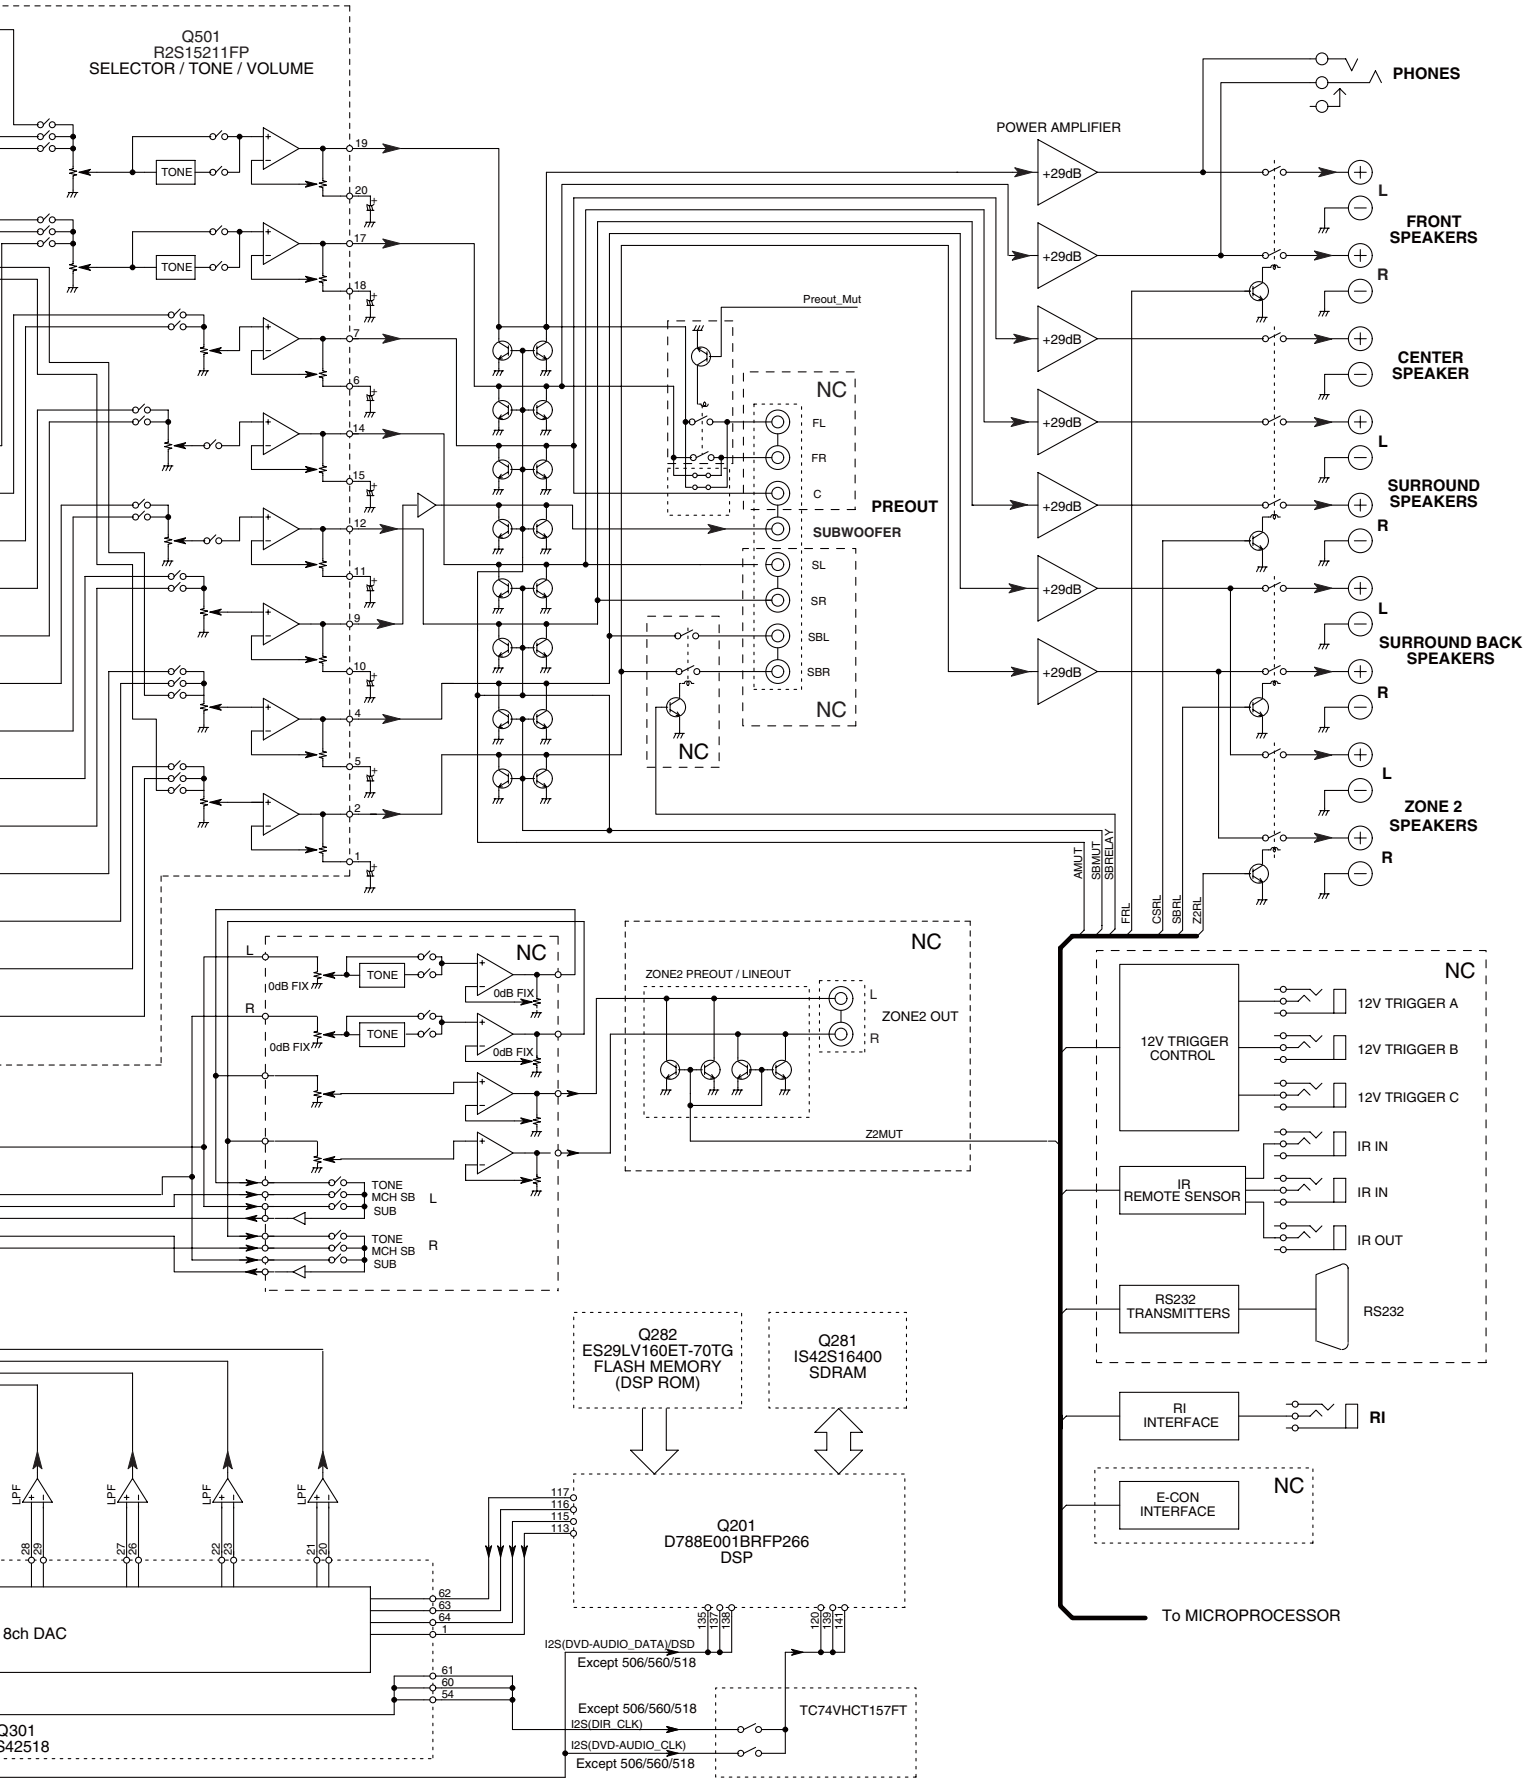 Q501
R2S15211FP
SELECTOR / TONE / VOLUME
PHONES
POWER AMPLIFIER
19
TONE
20
+29dB
L
FRONT
SPEAKERS
17
TONE
18
+29dB
R
Preout_Mut
7
6
+29dB
CENTER
SPEAKER
NC
14
15
FL
FR
C
+29dB
L
SURROUND
SPEAKERS
PREOUT
SUBWOOFER
12
11
+29dB
R
SL
SR
SBL
SBR
9
10
+29dB
L
SURROUND BACK
SPEAKERS
+29dB
R
NC
NC
4
5
L
ZONE 2
SPEAKERS
R
2
1
AMUT
SBMUT
SBRELAY
FRL
CSRL
SBRL
Z2RL
NC
L
TONE
0dB FIX
0dB FIX
R
TONE
0dB FIX
0dB FIX
NC
ZONE2 PREOUT / LINEOUT
L
ZONE2 OUT
R
Z2MUT
NC
12V TRIGGER
CONTROL
12V TRIGGER A
12V TRIGGER B
12V TRIGGER C
IR
REMOTE SENSOR
IR IN
IR IN
IR OUT
RS232
TRANSMITTERS
RS232
TONE
MCH SB
SUB
L
TONE
MCH SB
SUB
R
RI
INTERFACE
RI
NC
E-CON
INTERFACE
To MICROPROCESSOR
Q282
ES29LV160ET-70TG
FLASH MEMORY
(DSP ROM)
Q281
IS42S16400
SDRAM
LPF
LPF
LPF
LPF
28
29
27
26
22
23
21
20
117
116
115
113
Q201
D788E001BRFP266
DSP
135
137
138
120
139
141
62
63
64
1
8ch DAC
61
60
54
I2S(DVD-AUDIO_DATA)/DSD
Except 506/560/518
Except 506/560/518
I2S(DIR_CLK)
I2S(DVD-AUDIO_CLK)
Except 506/560/518
TC74VHCT157FT
Q301
S42518